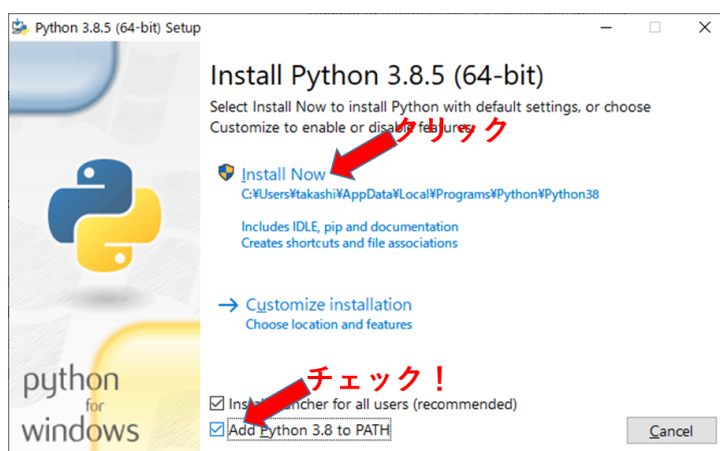 Python 3.8.5 (64-bit) Setup
Install Python 3.8.5 (64-bit)
Select Install Now to install Python with default settings, or choose
Customize to enable or disable features.
クリック
Install Now
C:¥Users¥takashi¥AppData¥Local¥Programs¥Python¥Python38
Includes IDLE, pip and documentation
Creates shortcuts and file associations
Customize installation
Choose location and features
チェック！
Install launcher for all users (recommended)
Add Python 3.8 to PATH
Cancel
python
for
windows